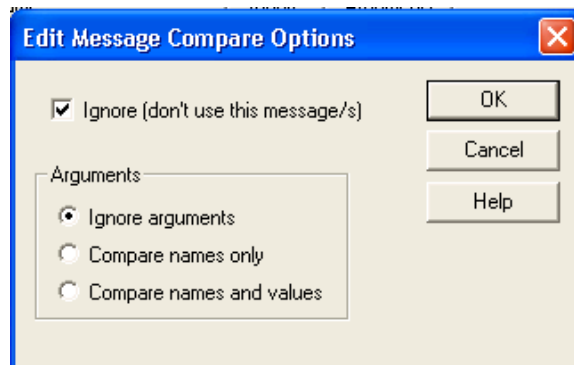 Edit Message Compare Options
Ignore (don't use this message/s)
OK
Cancel
Help
Arguments
Ignore arguments
Compare names only
Compare names and values